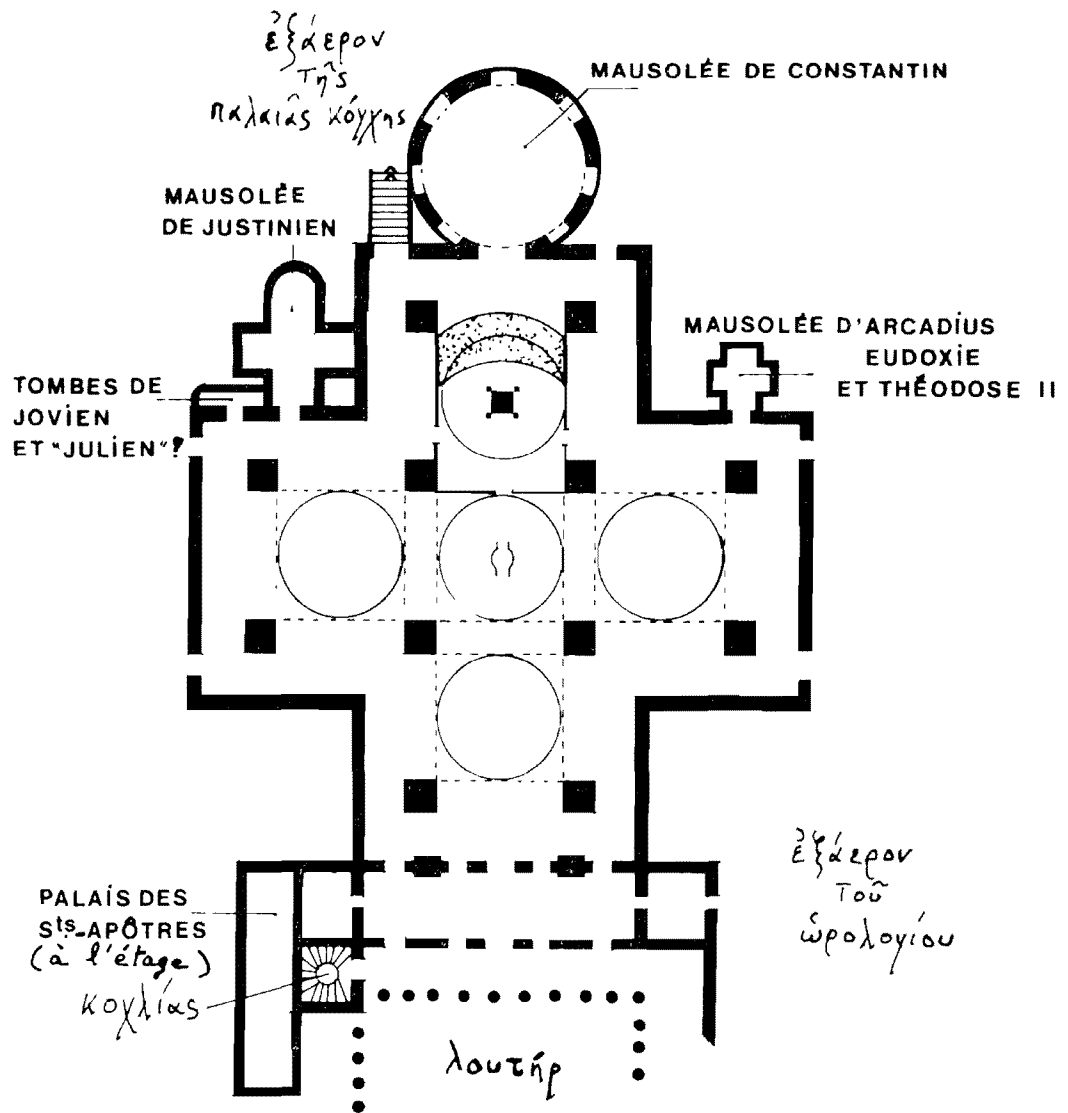 ἐξάερον
τῆς
παλαιᾶς κόγχης
MAUSOLÉE DE CONSTANTIN
MAUSOLÉE
DE JUSTINIEN
MAUSOLÉE D'ARCADIUS
EUDOXIE
ET THÉODOSE II
TOMBES DE
JOVIEN
ET "JULIEN"?
ἐξάερον
τοῦ
ὡρολογίου
PALAIS DES
Sts-APÔTRES
(à l'étage)
κοχλίας
λουτήρ